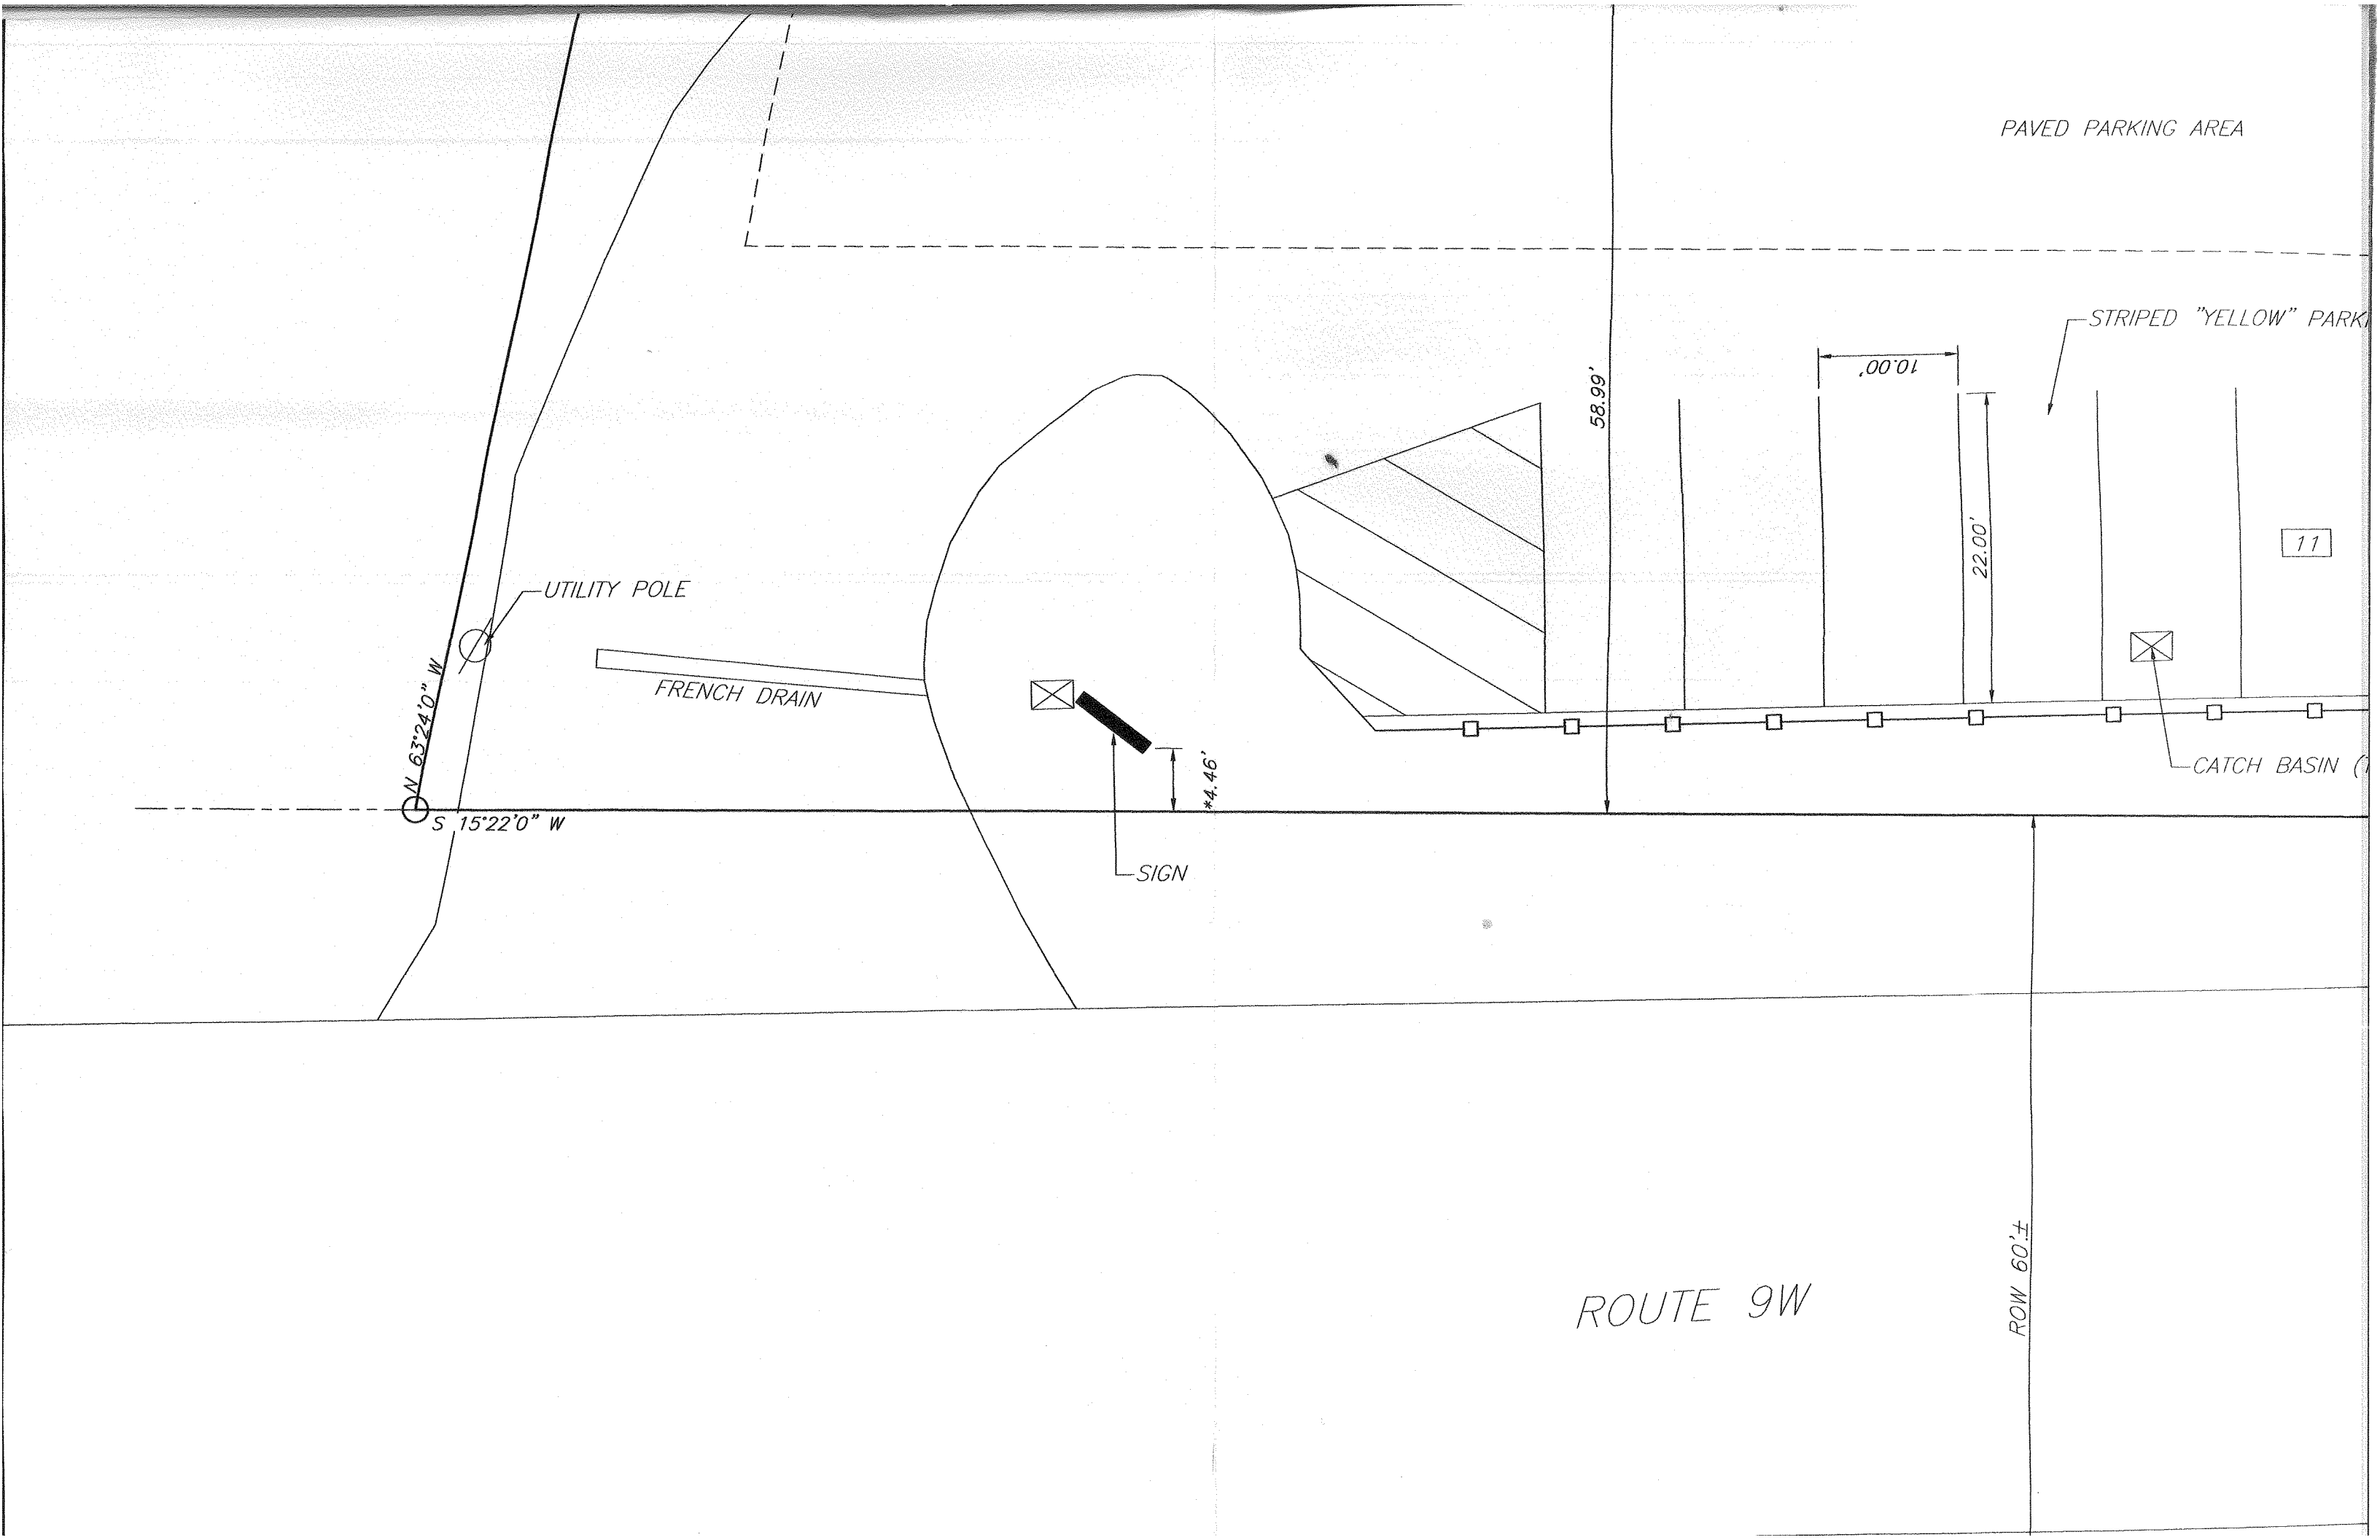 PAVED PARKING AREA
STRIPED "YELLOW" PARK
10.00'
58.99'
22.00'
11
UTILITY POLE
FRENCH DRAIN
N 63°24'0" W
S 15°22'0" W
*4.46'
CATCH BASIN (
SIGN
ROUTE 9W
ROW 60'±